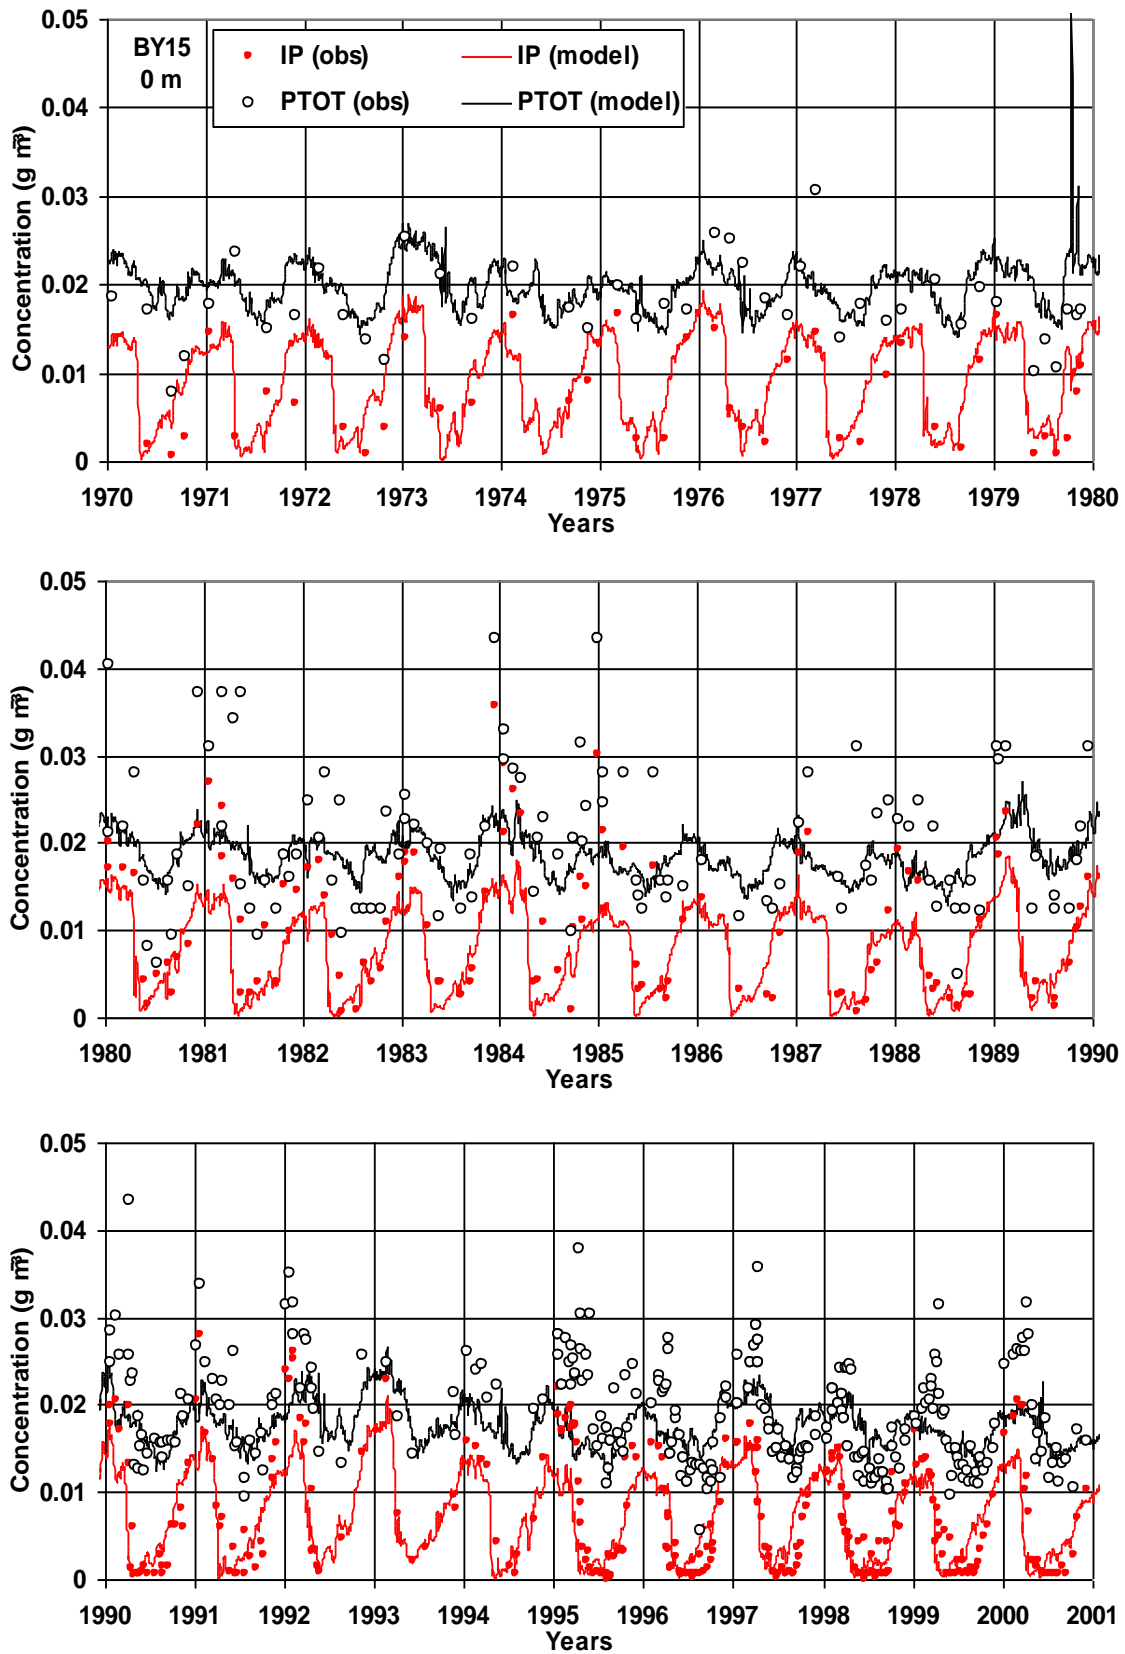 0.05
BY15
0 m
IP (obs)
IP (model)
PTOT (obs)
PTOT (model)
0.04
0.03
0.02
0.01
0
Concentration (g m-3)
1970 1971 1972 1973 1974 1975 1976 1977 1978 1979 1980
Years
0.05
0.04
0.03
0.02
0.01
0
Concentration (g m-3)
1980 1981 1982 1983 1984 1985 1986 1987 1988 1989 1990
Years
0.05
0.04
0.03
0.02
0.01
0
Concentration (g m-3)
1990 1991 1992 1993 1994 1995 1996 1997 1998 1999 2000 2001
Years